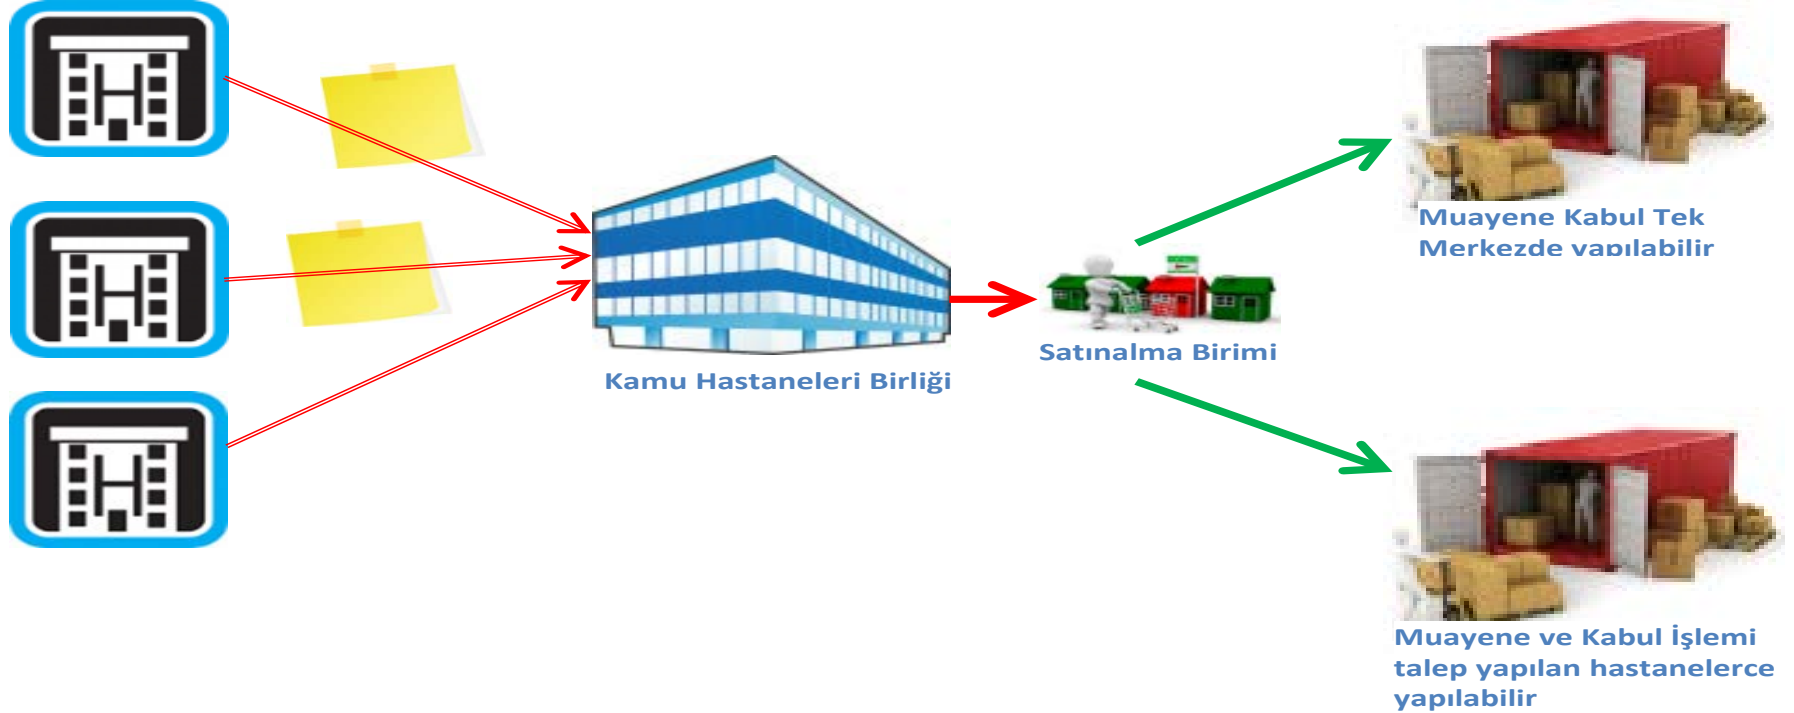 Muayene Kabul Tek
Merkezde yapılabilir
Satınalma Birimi
Kamu Hastaneleri Birliği
Muayene ve Kabul İşlemi
talep yapılan hastanelerce
yapılabilir